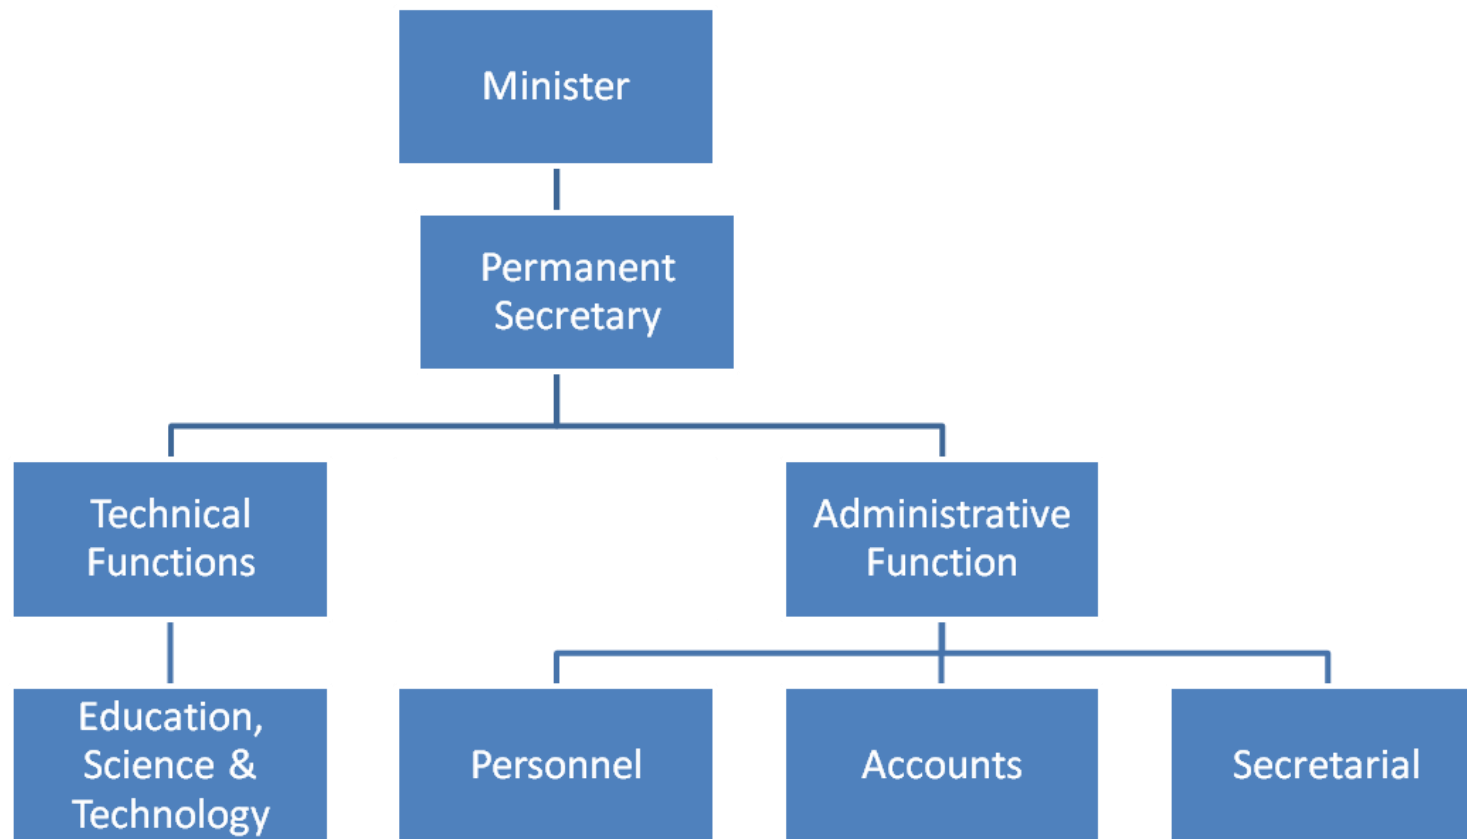 Minister
Permanent
Secretary
Technical
Functions
Administrative
Function
Education,
Science &
Technology
Personnel
Accounts
Secretarial